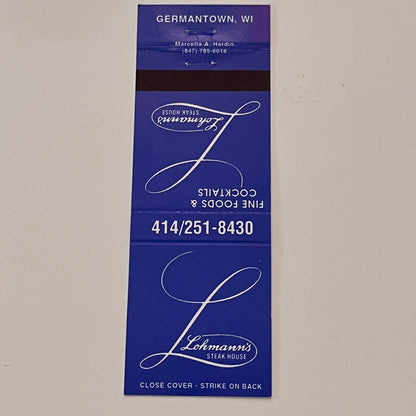 GERMANTOWN, WI
Marcella A. Hardin
(847) 785-8018
Lohmann's
STEAK HOUSE
FINE FOODS &
COCKTAILS
414/251-8430
Lohmann's
STEAK HOUSE
CLOSE COVER - STRIKE ON BACK